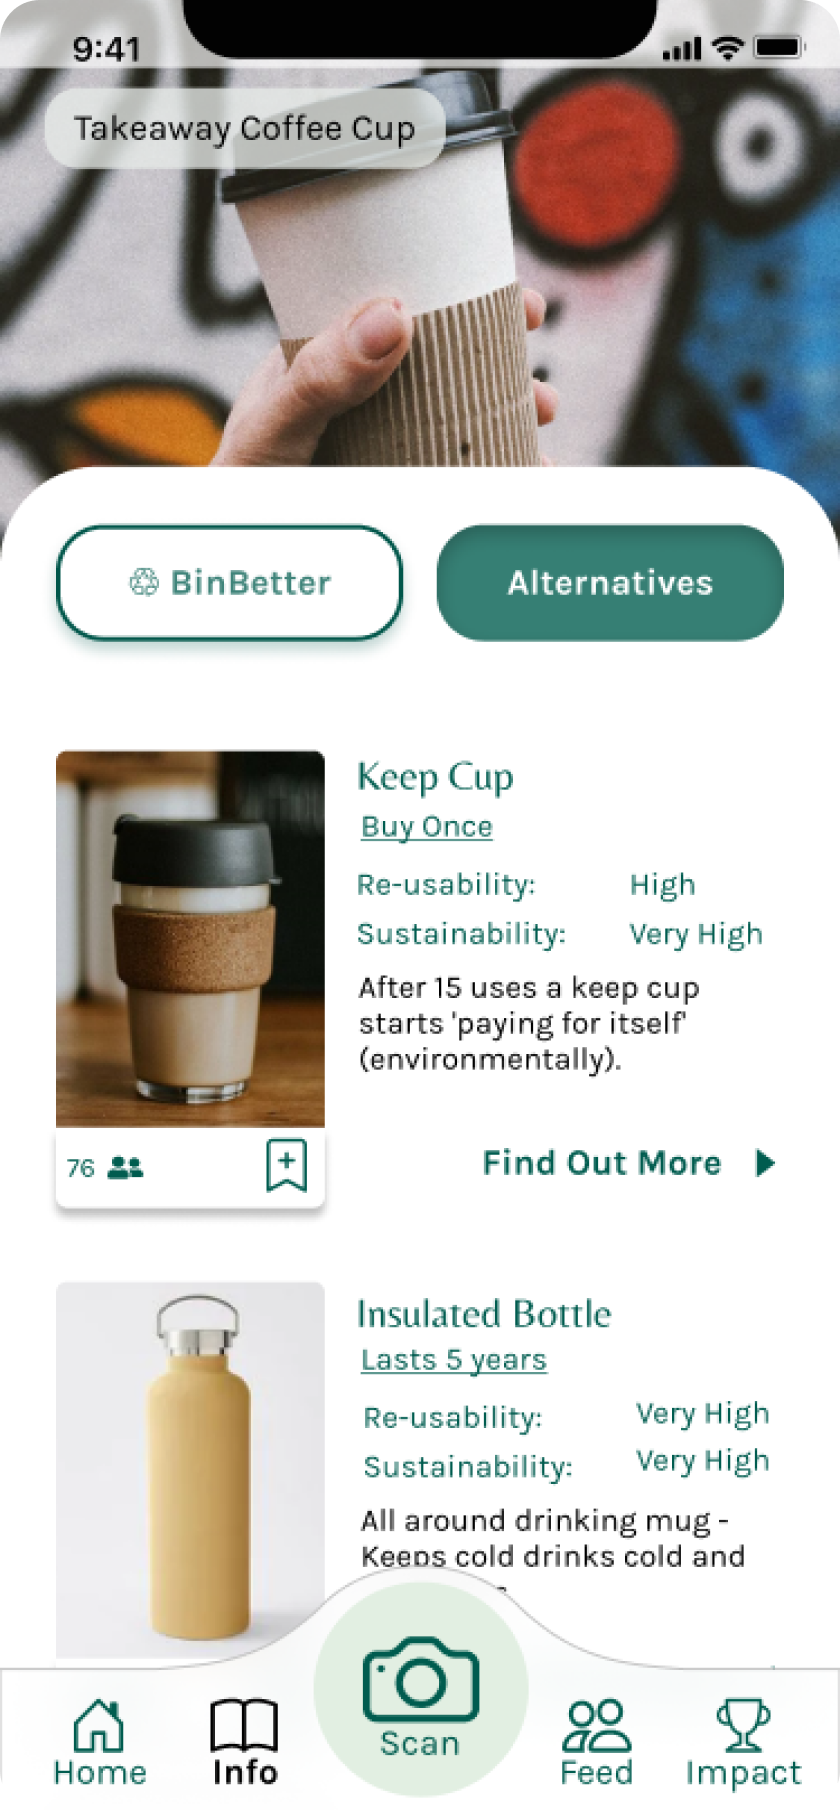 9:41
Takeaway Coffee Cup
BinBetter
Alternatives
Keep Cup
Buy Once
Re-usability: High
Sustainability: Very High
After 15 uses a keep cup
starts 'paying for itself'
(environmentally).
76
Find Out More
Insulated Bottle
Lasts 5 years
Re-usability: Very High
Sustainability: Very High
All around drinking mug -
Keeps cold drinks cold and
Scan
Home
Info
Feed
Impact